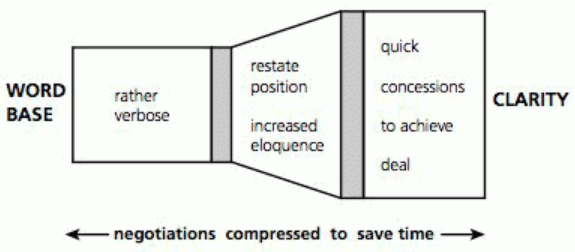 WORD
BASE
rather
verbose
restate
position
increased
eloquence
quick
concessions
to achieve
deal
CLARITY
negotiations compressed to save time